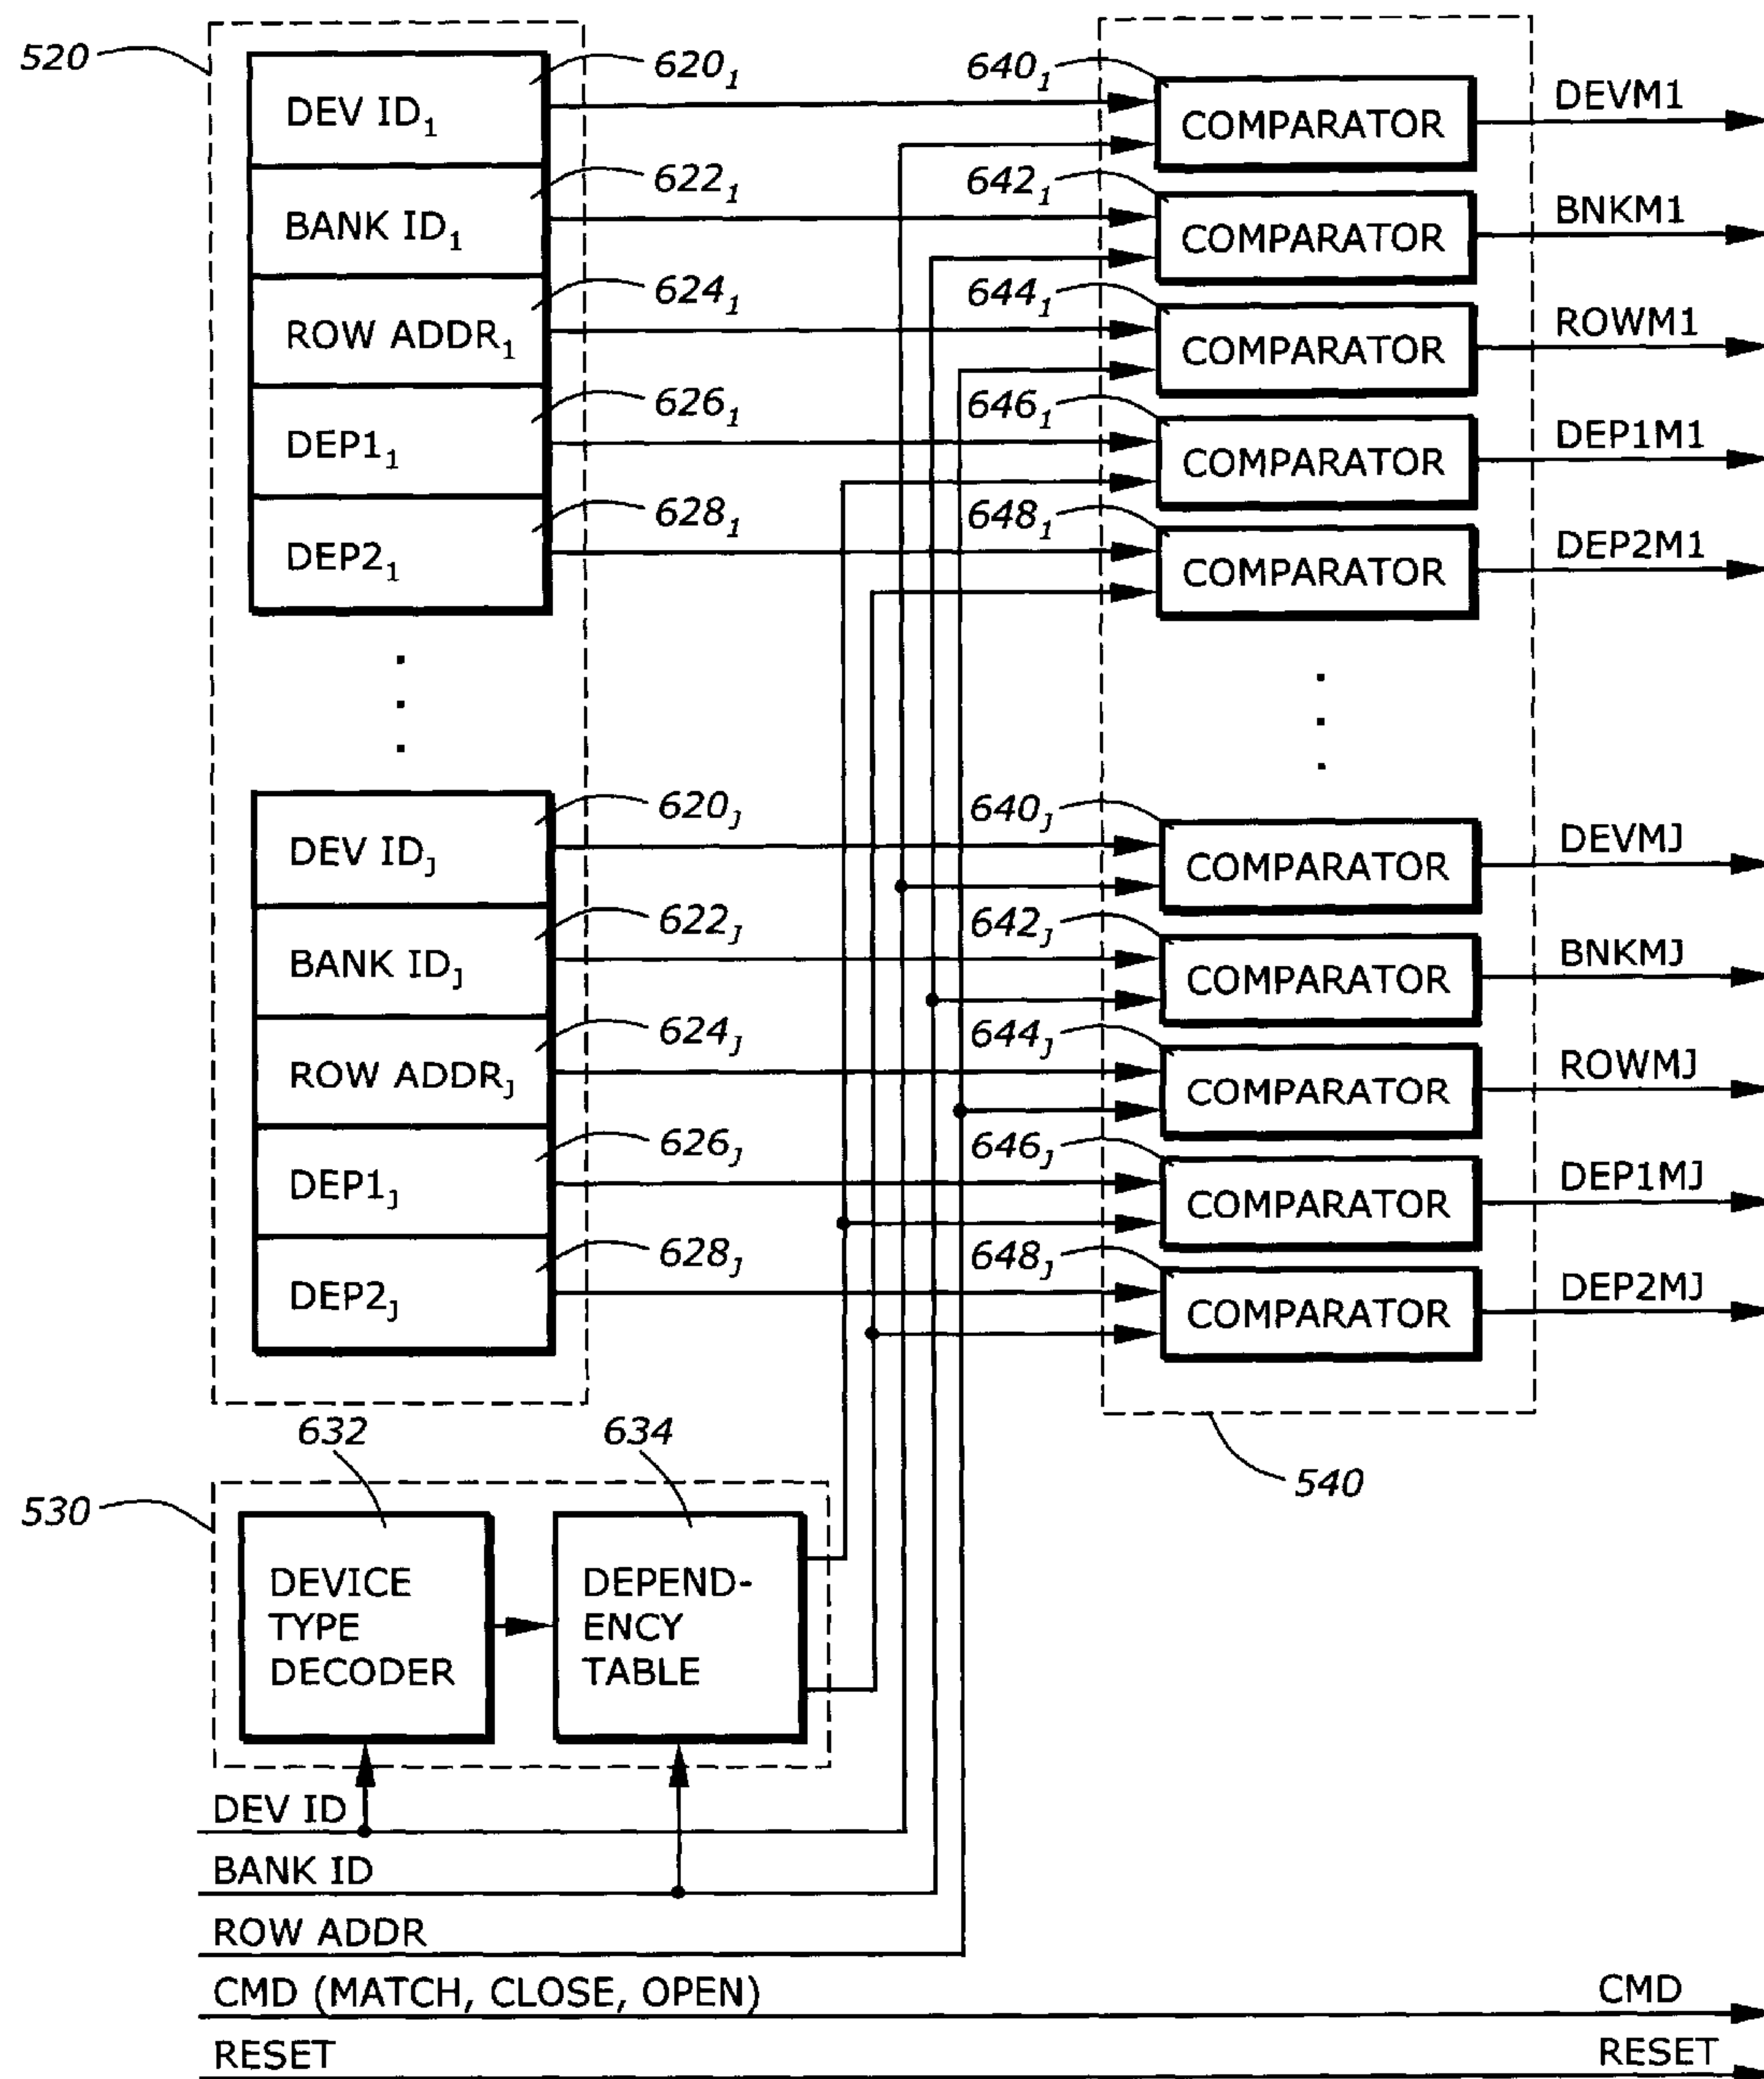 520
DEV ID1
BANK ID1
ROW ADDR1
DEP11
DEP21
6201
6221
6241
6261
6281
6401
6421
6441
6461
6481
COMPARATOR
COMPARATOR
COMPARATOR
COMPARATOR
COMPARATOR
DEVM1
BNKM1
ROWM1
DEP1M1
DEP2M1
DEV IDJ
BANK IDJ
ROW ADDRJ
DEP1J
DEP2J
620J
622J
624J
626J
628J
640J
642J
644J
646J
648J
COMPARATOR
COMPARATOR
COMPARATOR
COMPARATOR
COMPARATOR
DEVMJ
BNKMJ
ROWMJ
DEP1MJ
DEP2MJ
540
530
632
634
DEVICE
TYPE
DECODER
DEPEND-
ENCY
TABLE
DEV ID
BANK ID
ROW ADDR
CMD (MATCH, CLOSE, OPEN)
CMD
RESET
RESET